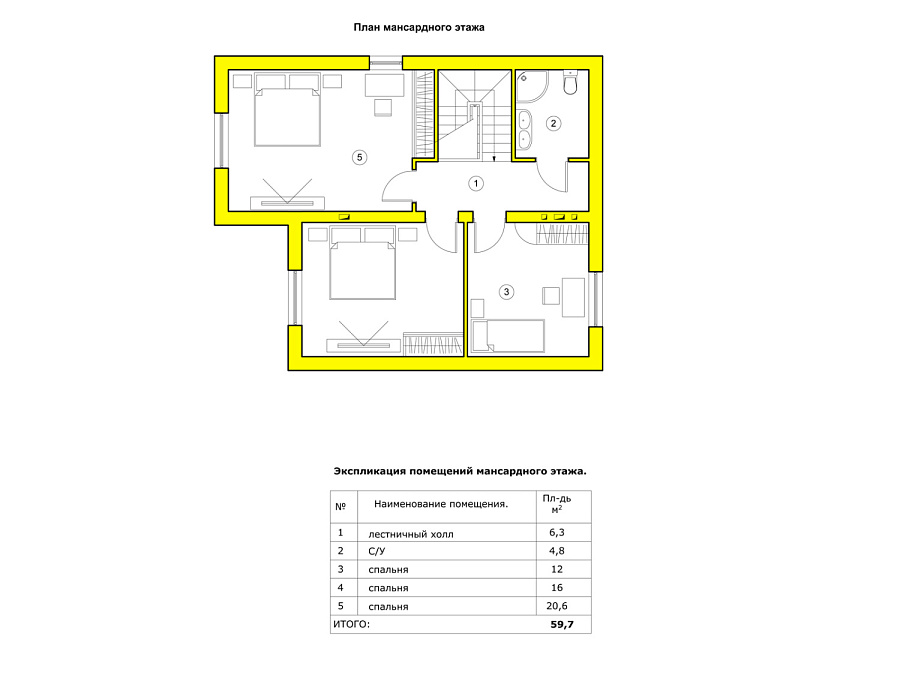 План мансардного этажа
2
5
1
3
Экспликация помещений мансардного этажа.
№ Наименование помещения. Пл-дь м²
1 лестничный холл 6,3
2 С/У 4,8
3 спальня 12
4 спальня 16
5 спальня 20,6
ИТОГО: 59,7